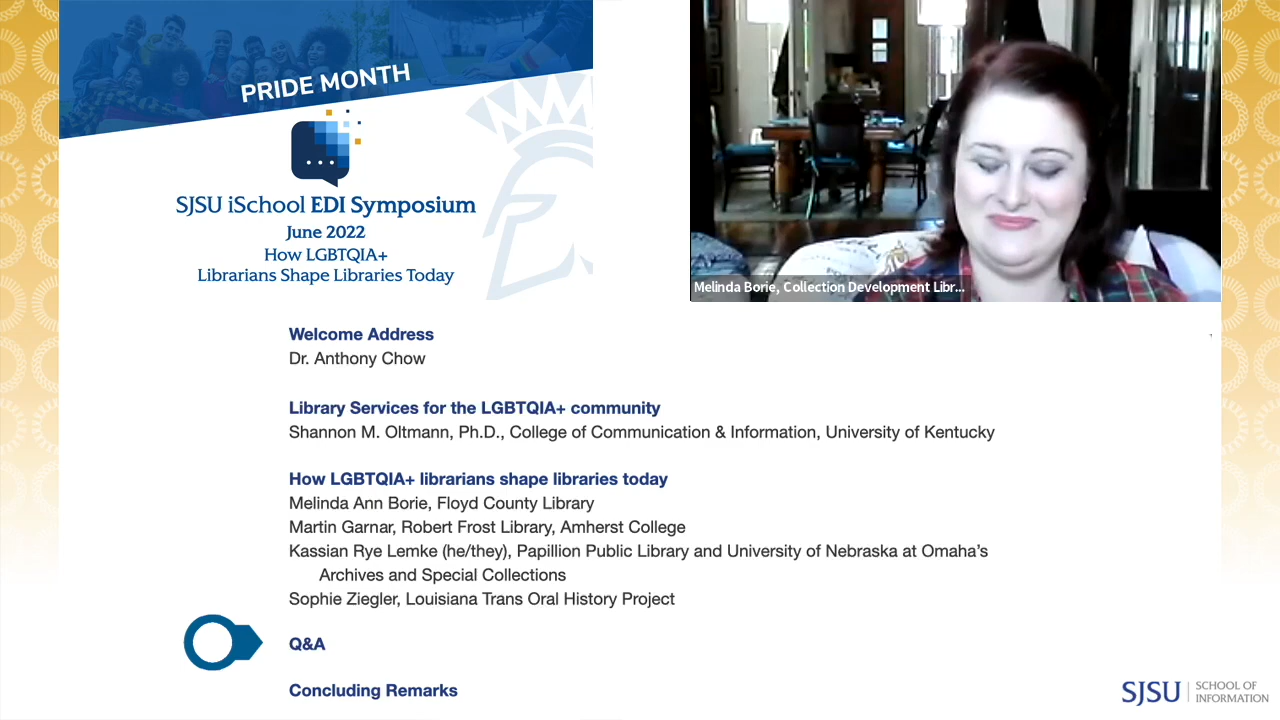 PRIDE MONTH
SJSU iSchool EDI Symposium
June 2022
How LGBTQIA+
Librarians Shape Libraries Today
Melinda Borie, Collection Development Libr...
Welcome Address
Dr. Anthony Chow
Library Services for the LGBTQIA+ community
Shannon M. Oltmann, Ph.D., College of Communication & Information, University of Kentucky
How LGBTQIA+ librarians shape libraries today
Melinda Ann Borie, Floyd County Library
Martin Garnar, Robert Frost Library, Amherst College
Kassian Rye Lemke (he/they), Papillion Public Library and University of Nebraska at Omaha’s
Archives and Special Collections
Sophie Ziegler, Louisiana Trans Oral History Project
Q&A
Concluding Remarks
SJSU | SCHOOL OF
INFORMATION